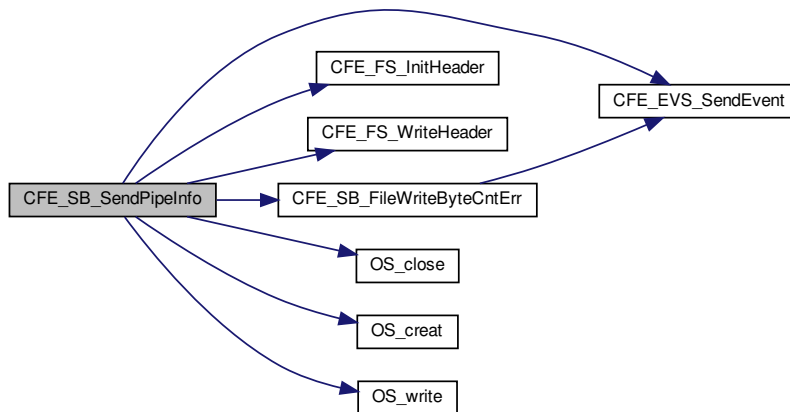 CFE_FS_InitHeader
CFE_EVS_SendEvent
CFE_FS_WriteHeader
CFE_SB_SendPipeInfo
CFE_SB_FileWriteByteCntErr
OS_close
OS_creat
OS_write